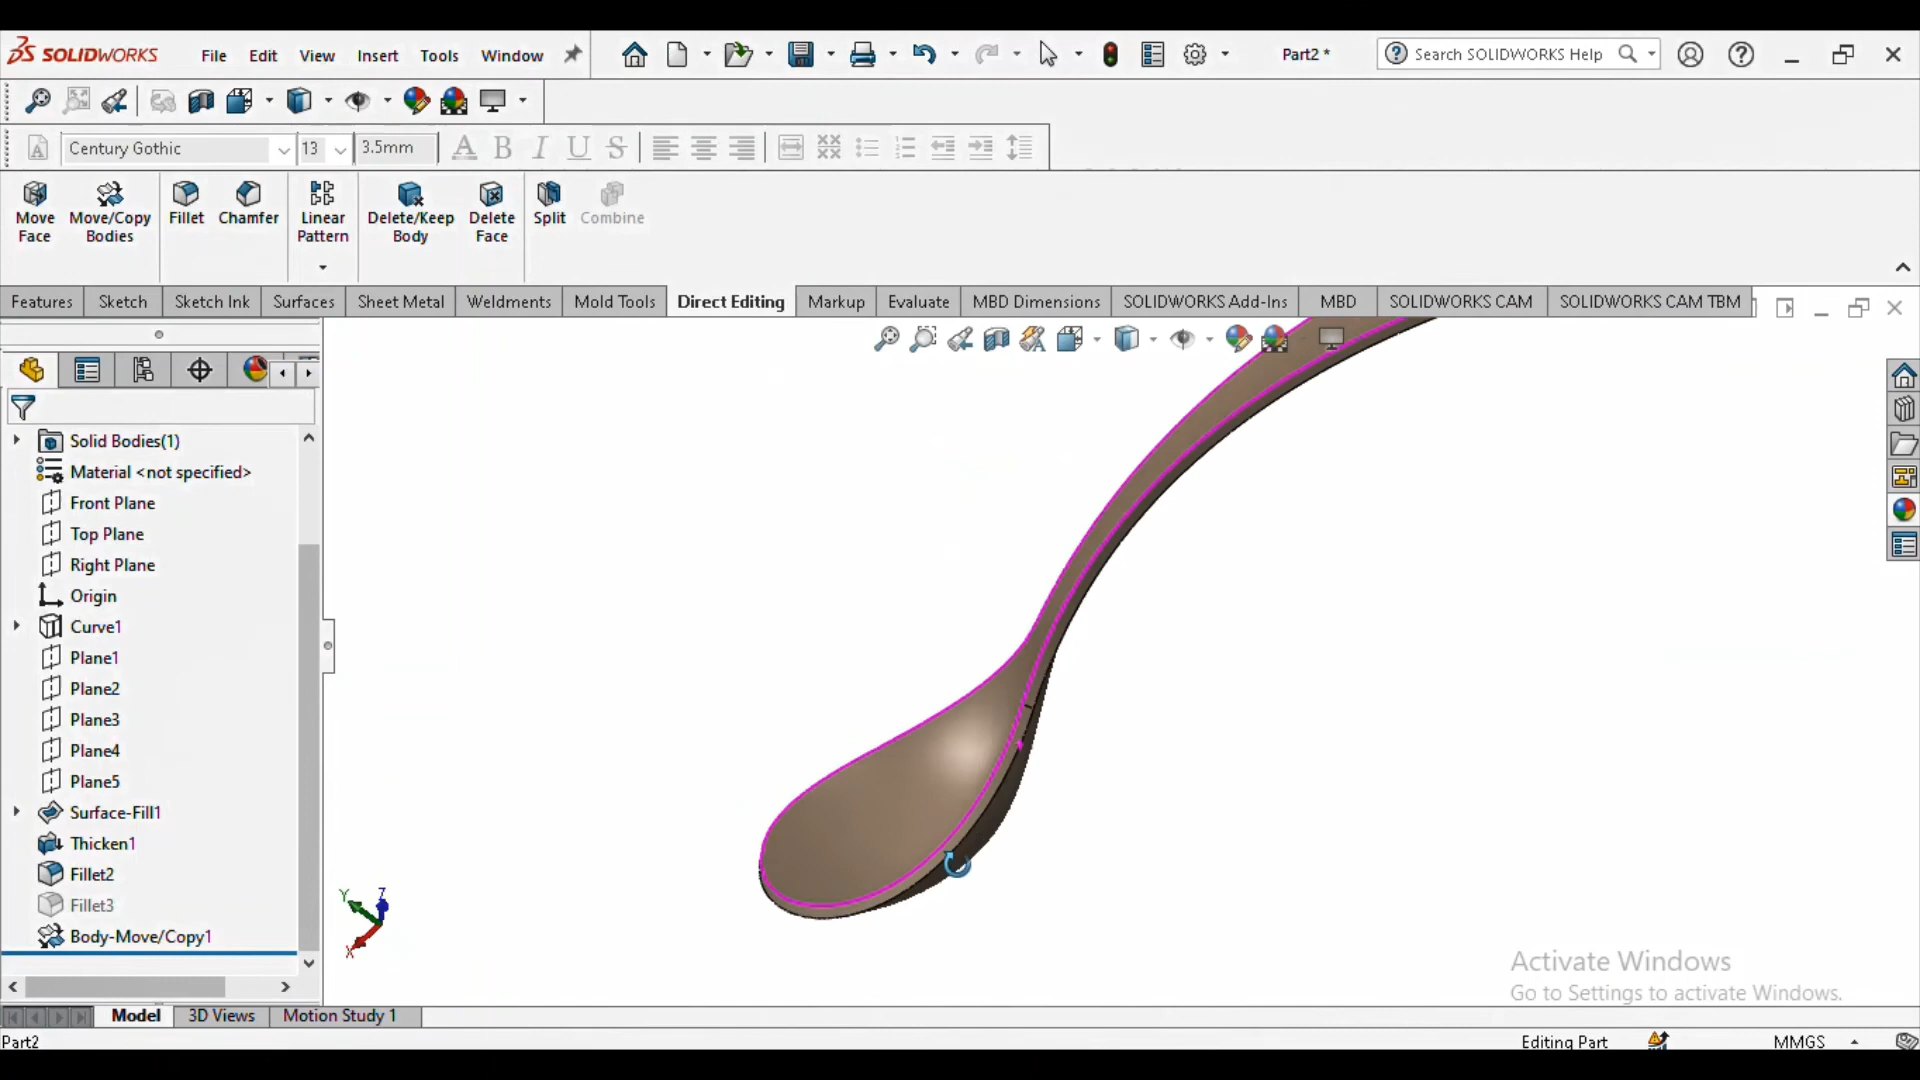 SOLIDWORKS File Edit View Insert Tools Window Part2 * Search SOLIDWORKS Help
Century Gothic 13 3.5mm A B I U S
Move Face Move/Copy Bodies Fillet Chamfer Linear Pattern Delete/Keep Body Delete Face Split Combine
Features Sketch Sketch Ink Surfaces Sheet Metal Weldments Mold Tools Direct Editing Markup Evaluate MBD Dimensions SOLIDWORKS Add-Ins MBD SOLIDWORKS CAM SOLIDWORKS CAM TBM
Solid Bodies(1)
Material <not specified>
Front Plane
Top Plane
Right Plane
Origin
Curve1
Plane1
Plane2
Plane3
Plane4
Plane5
Surface-Fill1
Thicken1
Fillet2
Fillet3
Body-Move/Copy1
Y Z
X
Activate Windows
Go to Settings to activate Windows.
Model 3D Views Motion Study 1
Part2 Editing Part MMGS